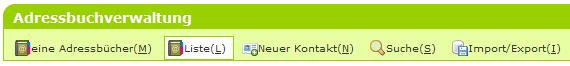 Adressbuchverwaltung
eine Adressbücher(M) Liste(L) Neuer Kontakt(N) Suche(S) Import/Export(I)